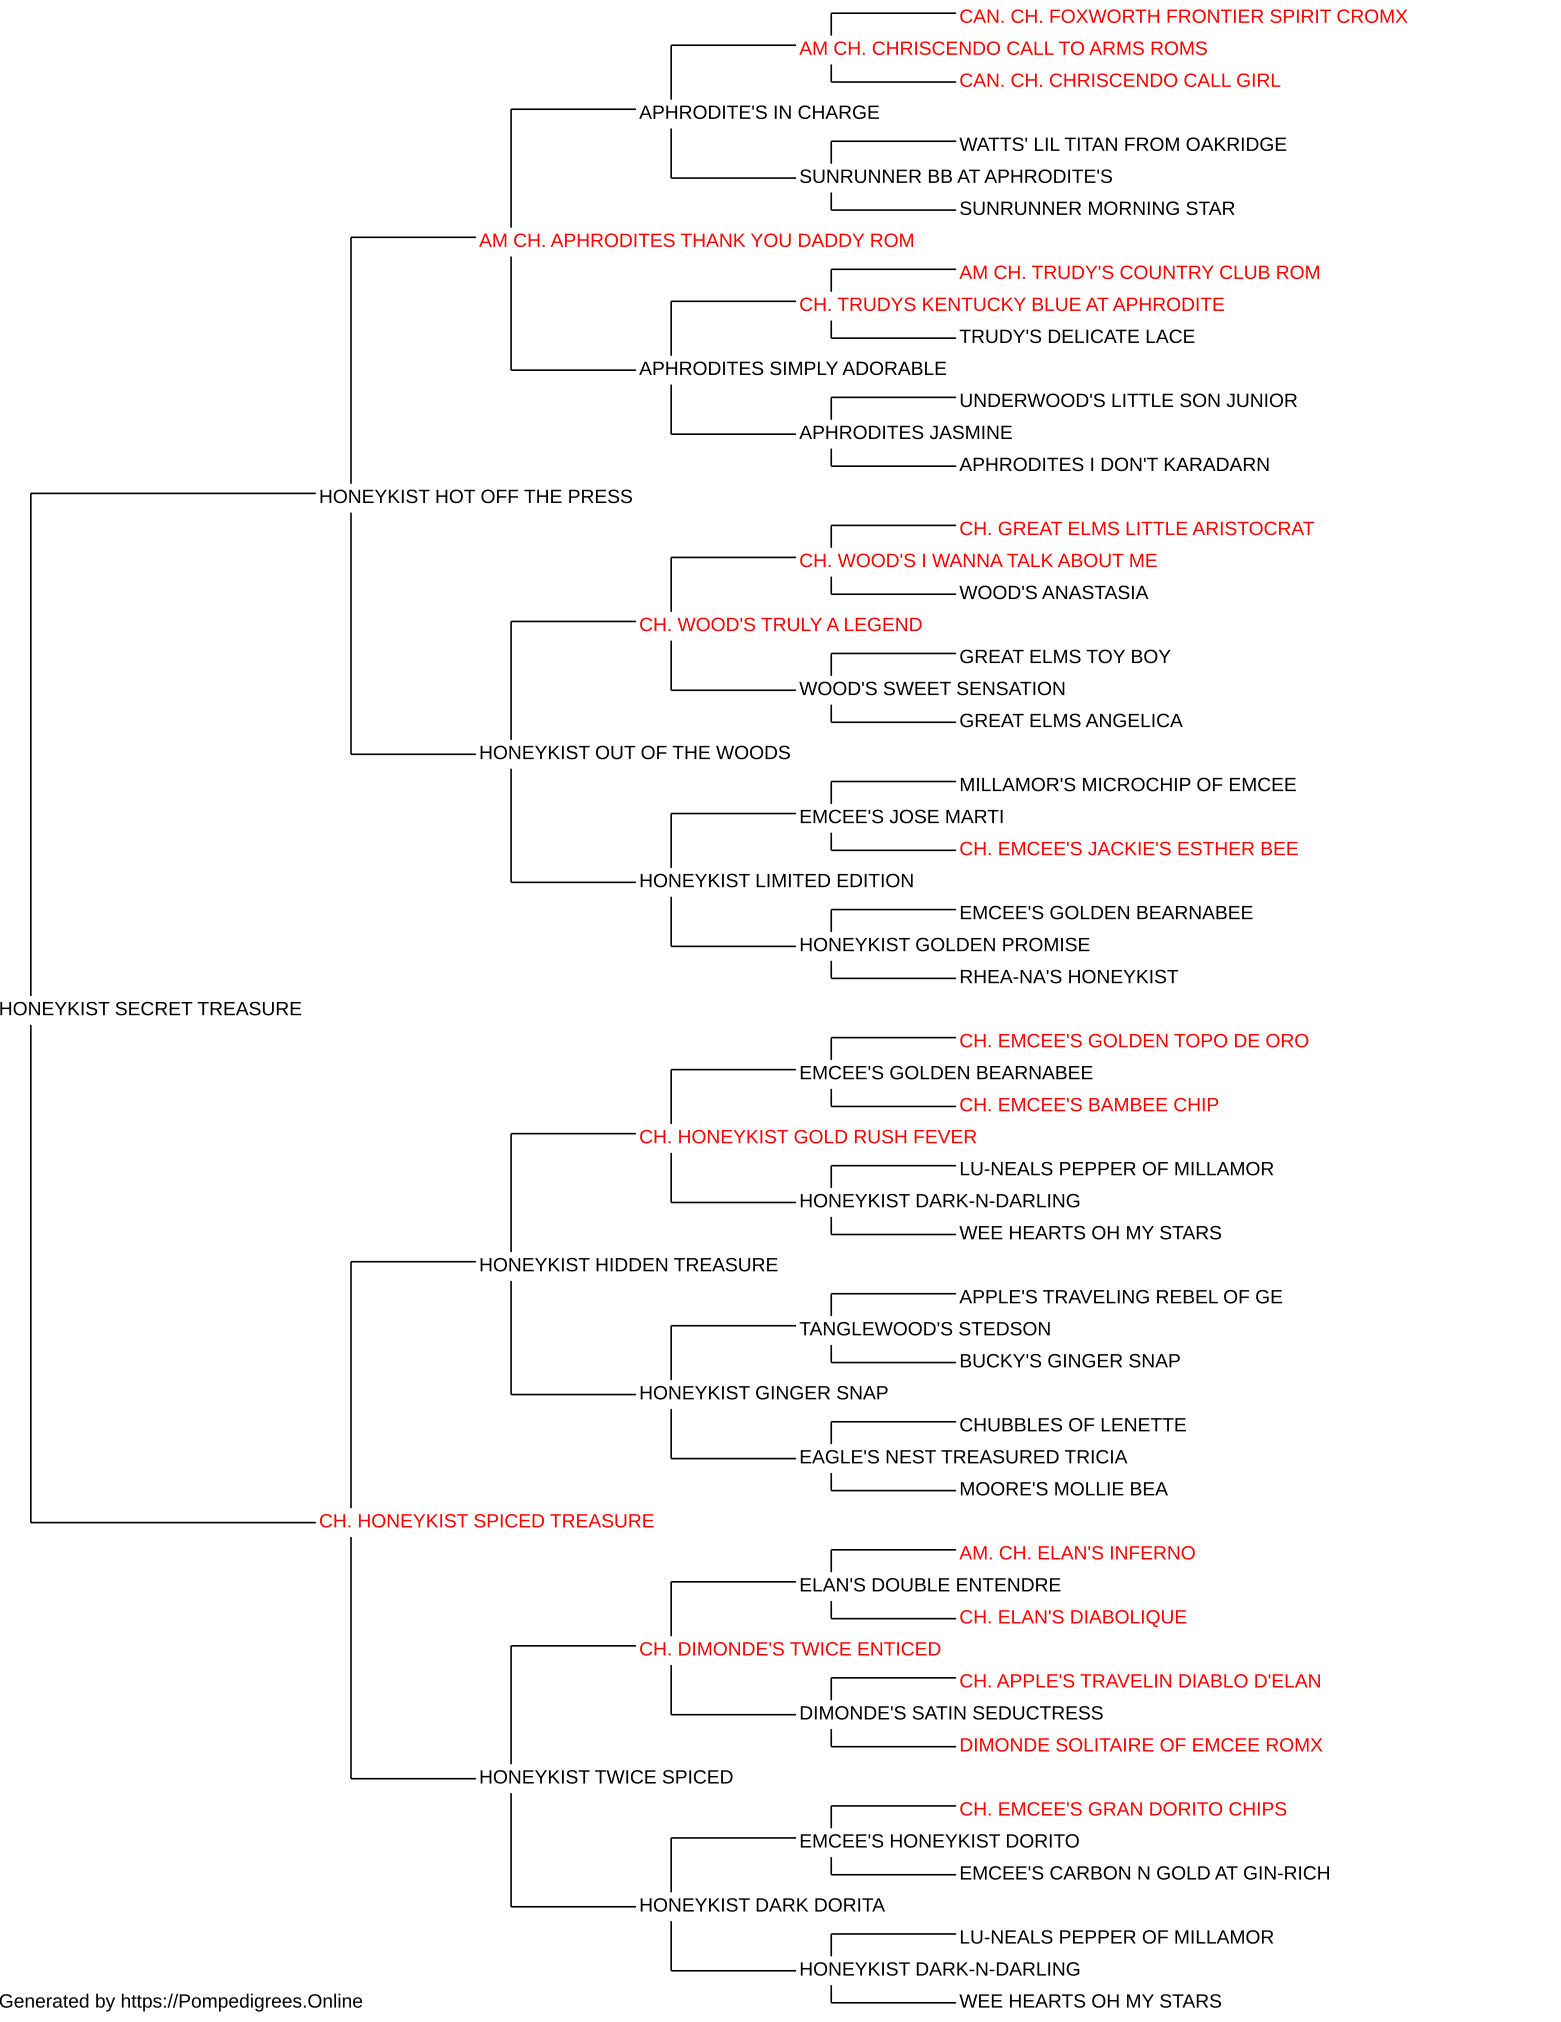 CAN. CH. FOXWORTH FRONTIER SPIRIT CROMX
AM CH. CHRISCENDO CALL TO ARMS ROMS
CAN. CH. CHRISCENDO CALL GIRL
APHRODITE'S IN CHARGE
WATTS' LIL TITAN FROM OAKRIDGE
SUNRUNNER BB AT APHRODITE'S
SUNRUNNER MORNING STAR
AM CH. APHRODITES THANK YOU DADDY ROM
AM CH. TRUDY'S COUNTRY CLUB ROM
CH. TRUDYS KENTUCKY BLUE AT APHRODITE
TRUDY'S DELICATE LACE
APHRODITES SIMPLY ADORABLE
UNDERWOOD'S LITTLE SON JUNIOR
APHRODITES JASMINE
APHRODITES I DON'T KARADARN
HONEYKIST HOT OFF THE PRESS
CH. GREAT ELMS LITTLE ARISTOCRAT
CH. WOOD'S I WANNA TALK ABOUT ME
WOOD'S ANASTASIA
CH. WOOD'S TRULY A LEGEND
GREAT ELMS TOY BOY
WOOD'S SWEET SENSATION
GREAT ELMS ANGELICA
HONEYKIST OUT OF THE WOODS
MILLAMOR'S MICROCHIP OF EMCEE
EMCEE'S JOSE MARTI
CH. EMCEE'S JACKIE'S ESTHER BEE
HONEYKIST LIMITED EDITION
EMCEE'S GOLDEN BEARNABEE
HONEYKIST GOLDEN PROMISE
RHEA-NA'S HONEYKIST
HONEYKIST SECRET TREASURE
CH. EMCEE'S GOLDEN TOPO DE ORO
EMCEE'S GOLDEN BEARNABEE
CH. EMCEE'S BAMBEE CHIP
CH. HONEYKIST GOLD RUSH FEVER
LU-NEALS PEPPER OF MILLAMOR
HONEYKIST DARK-N-DARLING
WEE HEARTS OH MY STARS
HONEYKIST HIDDEN TREASURE
APPLE'S TRAVELING REBEL OF GE
TANGLEWOOD'S STEDSON
BUCKY'S GINGER SNAP
HONEYKIST GINGER SNAP
CHUBBLES OF LENETTE
EAGLE'S NEST TREASURED TRICIA
MOORE'S MOLLIE BEA
CH. HONEYKIST SPICED TREASURE
AM. CH. ELAN'S INFERNO
ELAN'S DOUBLE ENTENDRE
CH. ELAN'S DIABOLIQUE
CH. DIMONDE'S TWICE ENTICED
CH. APPLE'S TRAVELIN DIABLO D'ELAN
DIMONDE'S SATIN SEDUCTRESS
DIMONDE SOLITAIRE OF EMCEE ROMX
HONEYKIST TWICE SPICED
CH. EMCEE'S GRAN DORITO CHIPS
EMCEE'S HONEYKIST DORITO
EMCEE'S CARBON N GOLD AT GIN-RICH
HONEYKIST DARK DORITA
LU-NEALS PEPPER OF MILLAMOR
HONEYKIST DARK-N-DARLING
WEE HEARTS OH MY STARS
Generated by https://Pompedigrees.Online